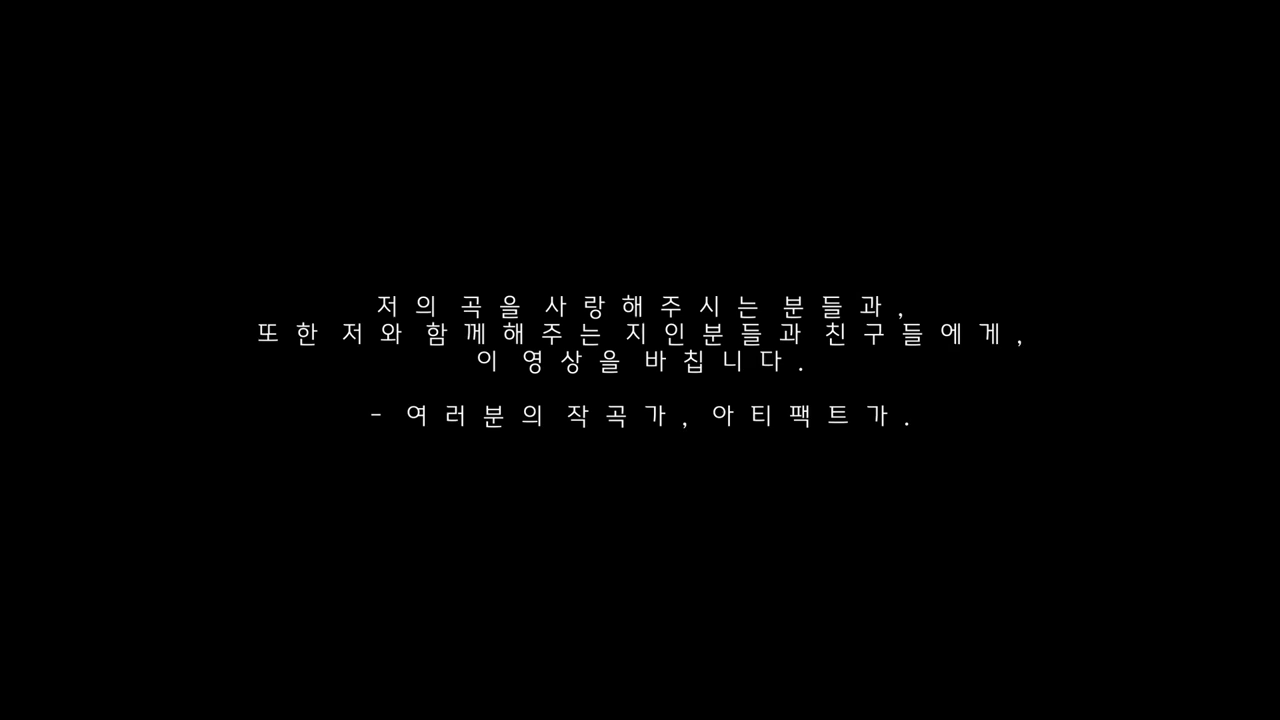 저의 곡을 사랑해주시는 분들과,
또한 저와 함께해주는 지인분들과 친구들에게,
이 영상을 바칩니다.
- 여러분의 작곡가, 아티팩트가.